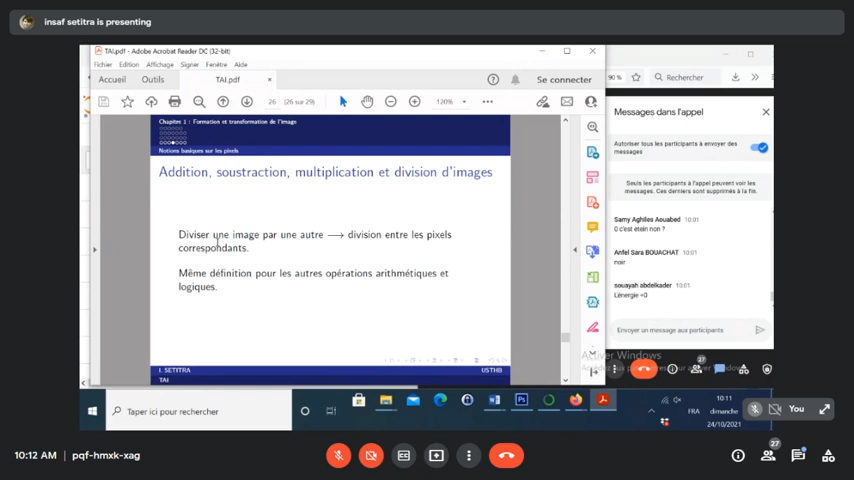 insaf setitra is presenting
TAI.pdf - Adobe Acrobat Reader DC (32-bit)
Fichier Edition Affichage Signer Fenêtre Aide
Accueil Outils TAI.pdf × Se connecter
26 (26 sur 29) 120%
90 % Rechercher
Chapitre 1 : Formation et transformation de l'image
Notions basiques sur les pixels
Addition, soustraction, multiplication et division d'images
Diviser une image par une autre ⟶ division entre les pixels
correspondants.
Même définition pour les autres opérations arithmétiques et
logiques.
I. SETITRA USTHB
TAI
Messages dans l'appel
Autoriser tous les participants à envoyer des
messages
Seuls les participants à l'appel peuvent voir les
messages. Ces derniers sont supprimés à la fin.
Samy Aghiles Aouabed 10:01
0 c'est etein non ?
Anfel Sara BOUACHAT 10:01
noir
souayah abdelkader 10:01
L'énergie =0
Envoyer un message aux participants
Activer Windows
27
Taper ici pour rechercher
FRA
10:11
dimanche
24/10/2021
You
10:12 AM pqf-hmxk-xag
27